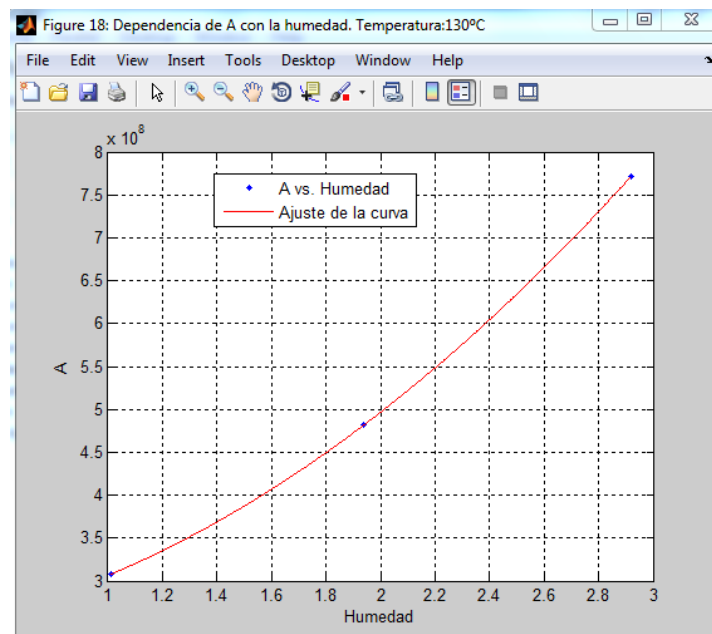 Figure 18: Dependencia de A con la humedad. Temperatura:130ºC
File Edit View Insert Tools Desktop Window Help
x 10^8
8
7.5
7
6.5
6
5.5
5
4.5
4
3.5
3
A
A vs. Humedad
Ajuste de la curva
1 1.2 1.4 1.6 1.8 2 2.2 2.4 2.6 2.8 3
Humedad